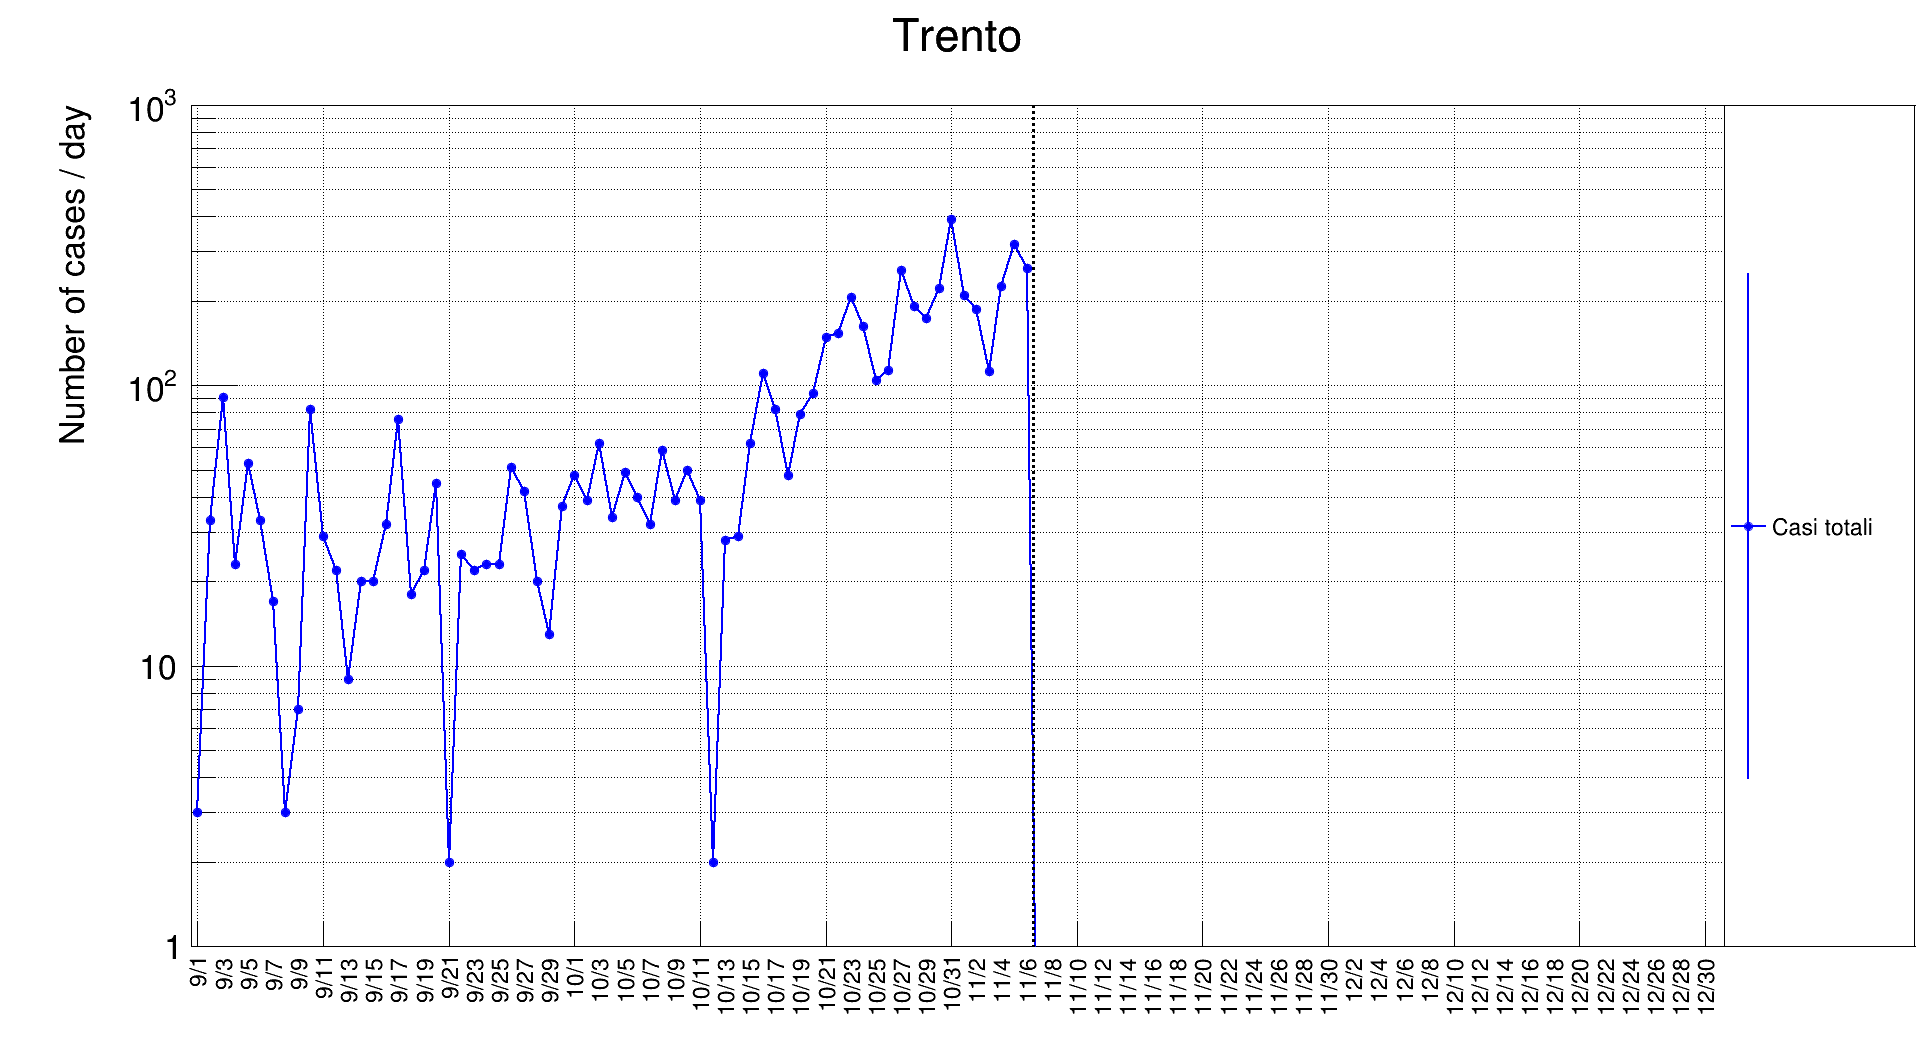 Trento
Number of cases / day
10³
10²
10
1
9/1 9/3 9/5 9/7 9/9 9/11 9/13 9/15 9/17 9/19 9/21 9/23 9/25 9/27 9/29 10/1 10/3 10/5 10/7 10/9 10/11 10/13 10/15 10/17 10/19 10/21 10/23 10/25 10/27 10/29 10/31 11/2 11/4 11/6 11/8 11/10 11/12 11/14 11/16 11/18 11/20 11/22 11/24 11/26 11/28 11/30 12/2 12/4 12/6 12/8 12/10 12/12 12/14 12/16 12/18 12/20 12/22 12/24 12/26 12/28 12/30
Casi totali